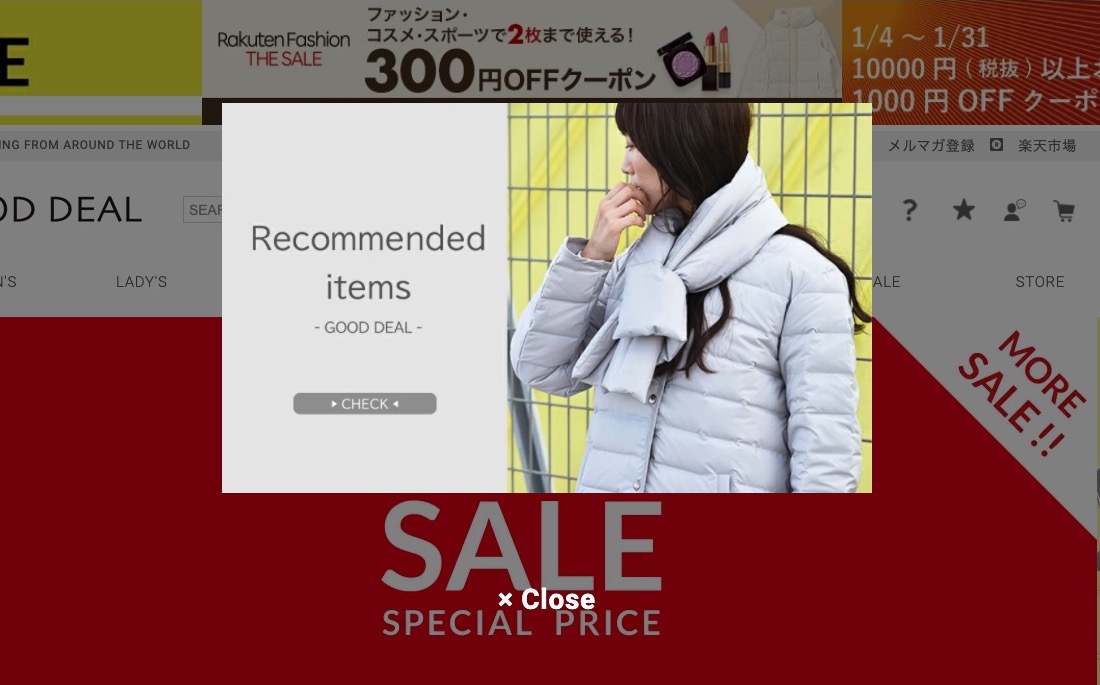 E
Rakuten Fashion
THE SALE
ファッション・
コスメ・スポーツで2枚まで使える!
300円OFFクーポン
1/4 ～ 1/31
10000 円 ( 税抜 ) 以上
1000 円 OFF クーポ
ING FROM AROUND THE WORLD
メルマガ登録
楽天市場
OD DEAL
SEAR
?
N'S
LADY'S
ALE
STORE
Recommended
items
- GOOD DEAL -
CHECK
MORE
SALE !!
SALE
× Close
SPECIAL PRICE